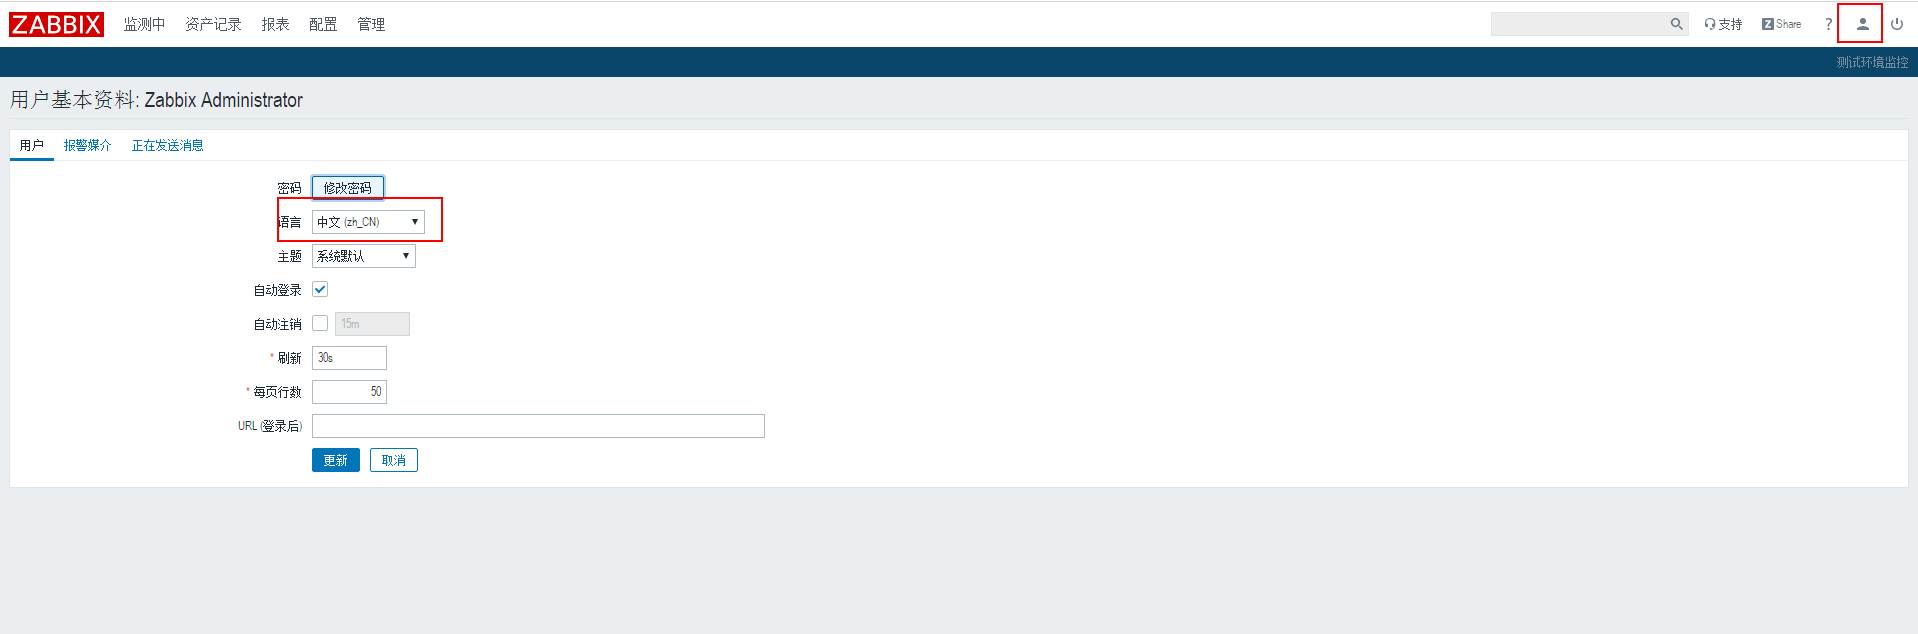 ZABBIX 监测中 资产记录 报表 配置 管理 支持 Z Share ?
测试环境监控
用户基本资料: Zabbix Administrator
用户 报警媒介 正在发送消息
密码 修改密码
语言 中文 (zh_CN)
主题 系统默认
自动登录
自动注销 15m
* 刷新 30s
* 每页行数 50
URL (登录后)
更新 取消